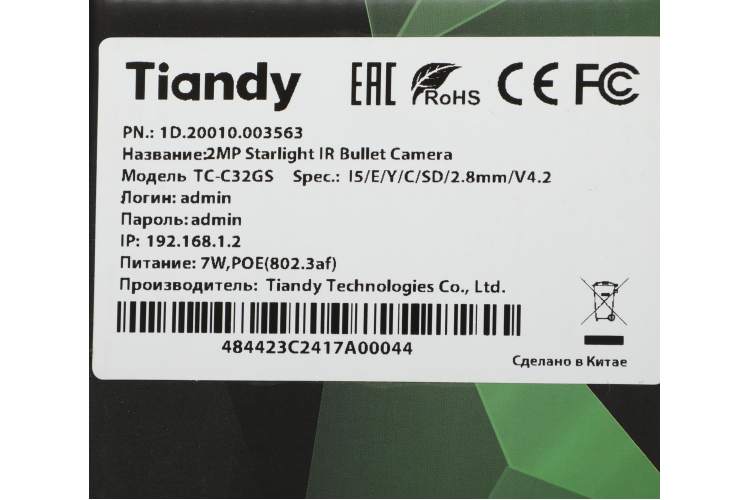 Tiandy EAC RoHS CE FC
PN.: 1D.20010.003563
Название:2MP Starlight IR Bullet Camera
Модель TC-C32GS Spec.: I5/E/Y/C/SD/2.8mm/V4.2
Логин: admin
Пароль: admin
IP: 192.168.1.2
Питание: 7W,POE(802.3af)
Производитель: Tiandy Technologies Co., Ltd.
484423C2417A00044
Сделано в Китае